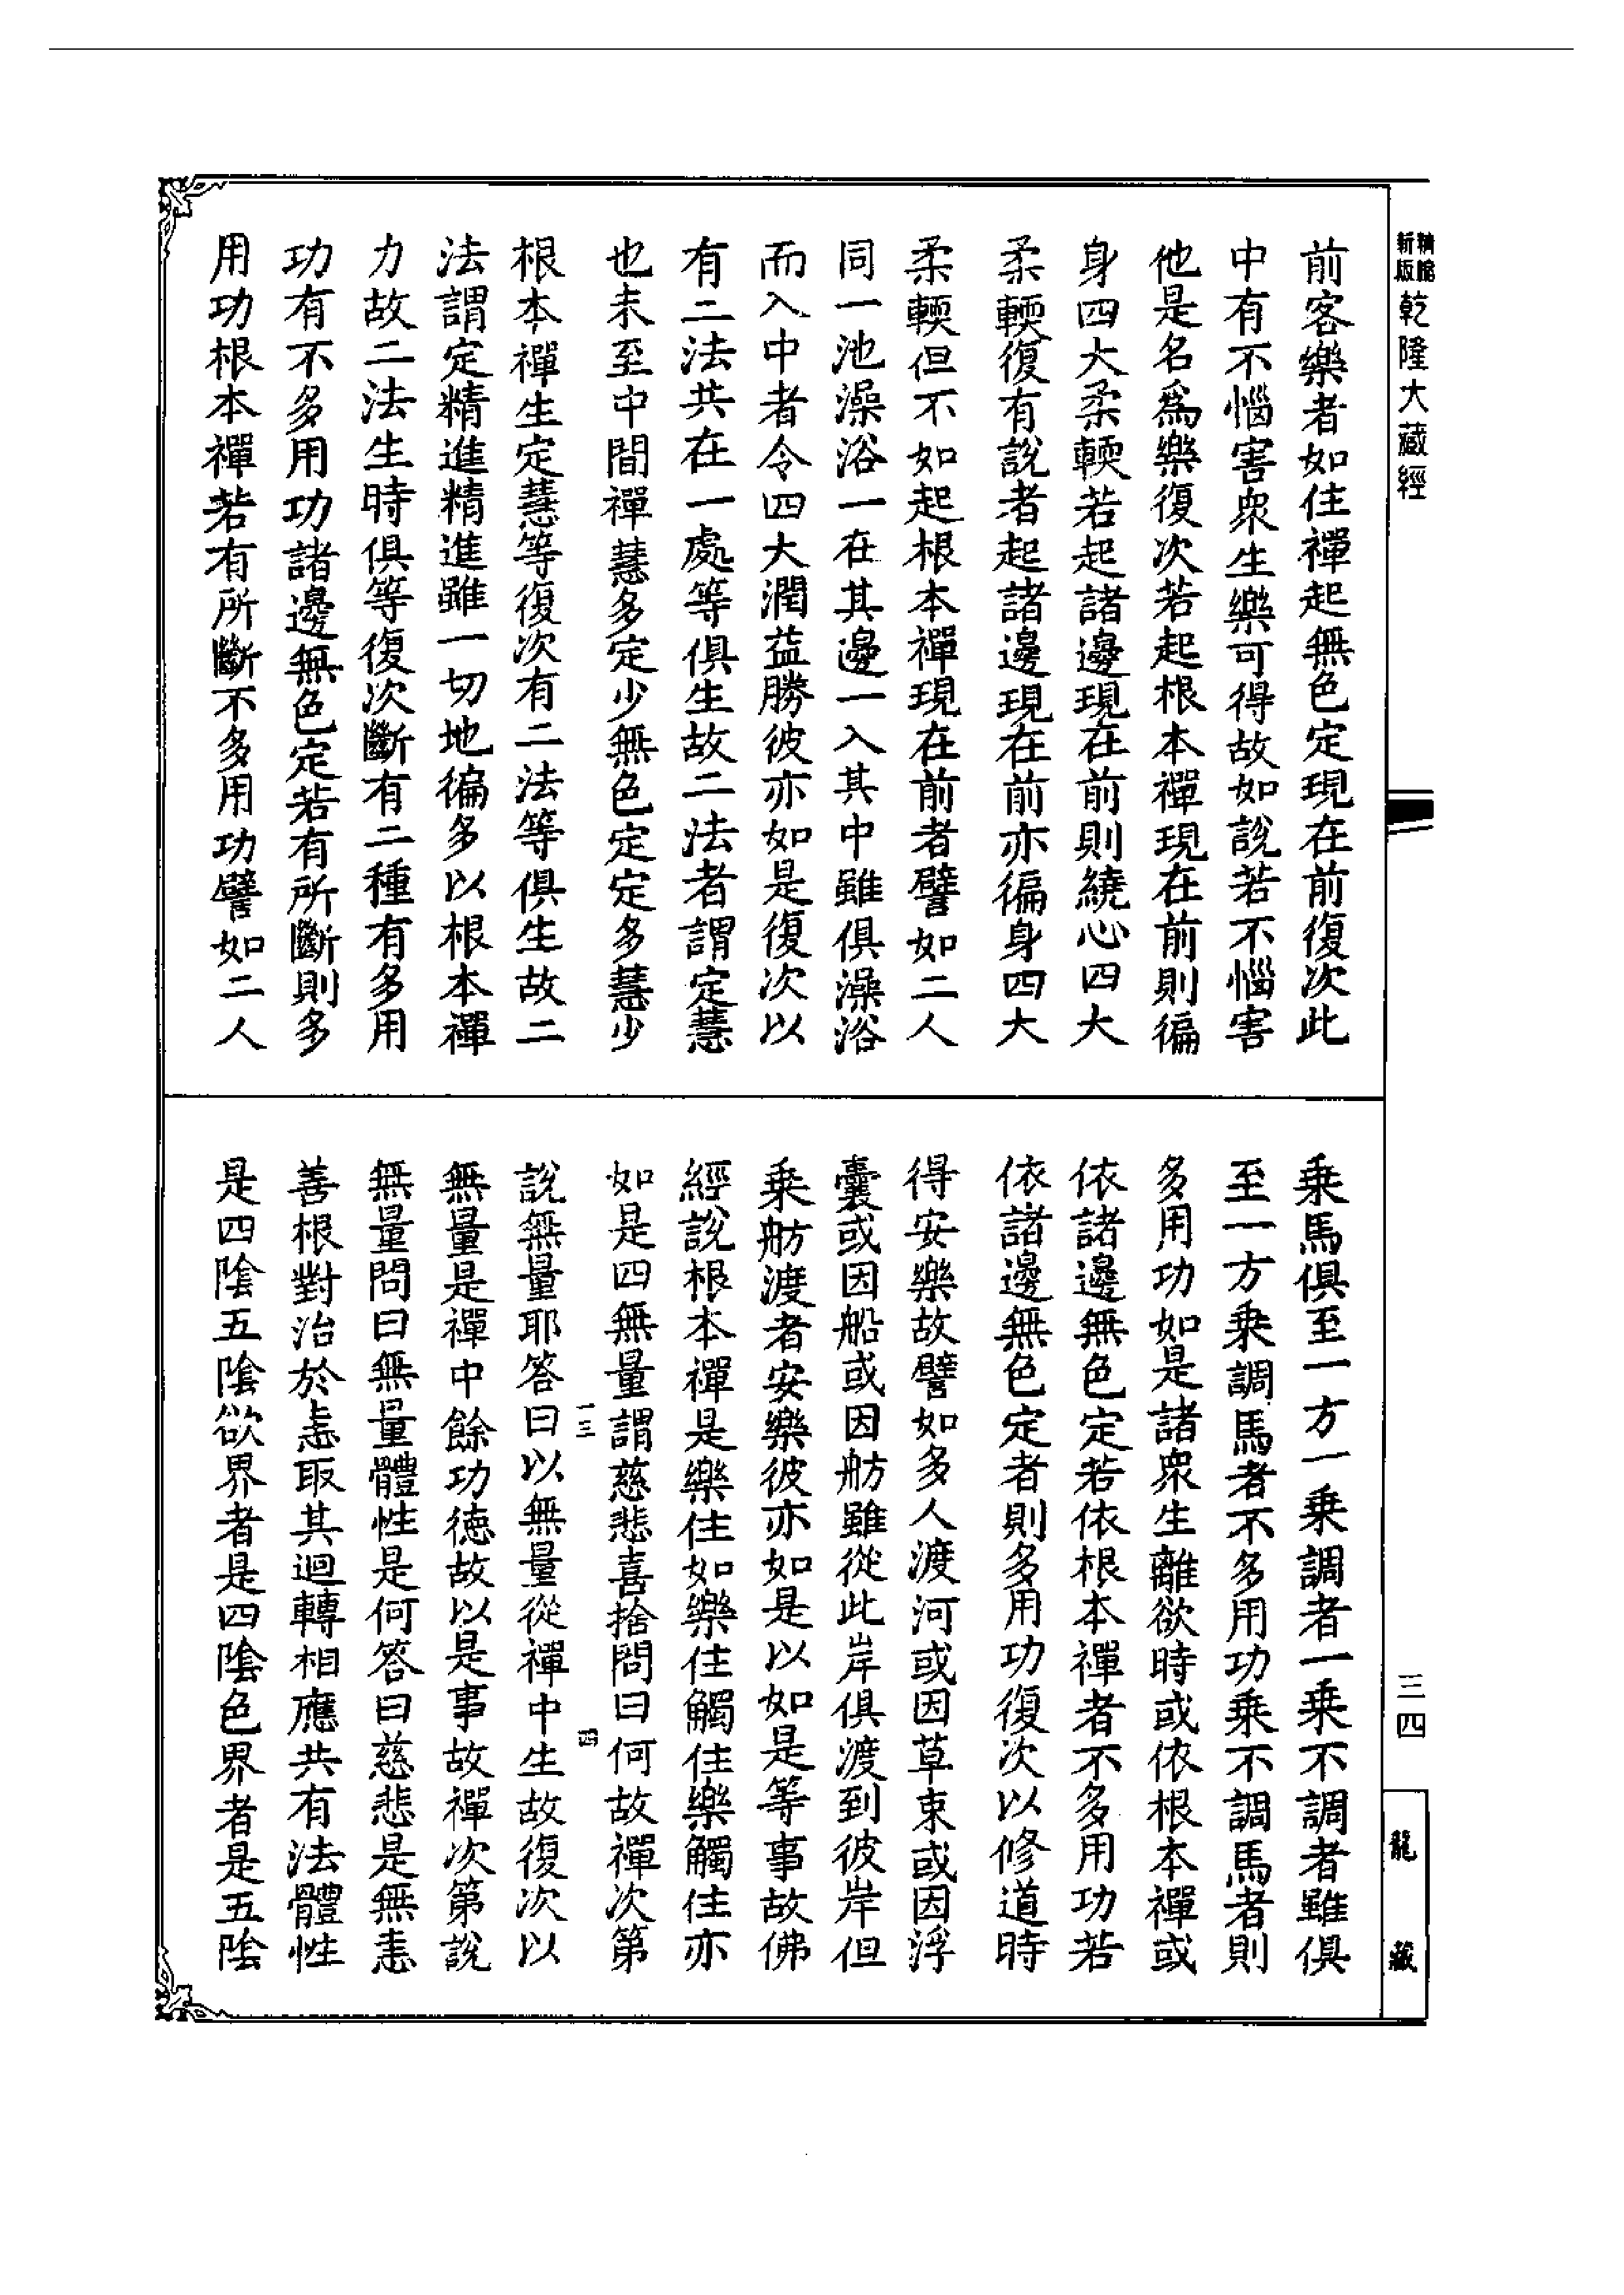 精縮新版乾隆大藏經
前客樂者如住禪起無色定現在前復次此
中有不惱害衆生樂可得故如說若不惱害
他是名爲樂復次若起根本禪現在前則徧
身四大柔輭若起諸邊現在前則繞心四大
柔輭復有說者起諸邊現在前亦徧身四大
柔輭但不如起根本禪現在前者譬如二人
同一池澡浴一在其邊一入其中雖俱澡浴
而入中者令四大潤益勝彼亦如是復次以
有二法共在一處等俱生故二法者謂定慧
也未至中間禪慧多定少無色定定多慧少
根本禪生定慧等復次有二法等俱生故二
法謂定精進精進雖一切地徧多以根本禪
力故二法生時俱等復次斷有二種有多用
功有不多用功諸邊無色定若有所斷則多
用功根本禪若有所斷不多用功譬如二人
乘馬俱至一方一乘調者一乘不調者雖俱
至一方乘調馬者不多用功乘不調馬者則
多用功如是諸衆生離欲時或依根本禪或
依諸邊無色定若依根本禪者不多用功若
依諸邊無色定者則多用功復次以修道時
得安樂故譬如多人渡河或因草束或因浮
囊或因船或因舫雖從此岸俱渡到彼岸但
乘舫渡者安樂彼亦如是以如是等事故佛
經說根本禪是樂住如樂住觸住樂觸住亦
如是四無量謂慈悲喜捨問曰何故禪次第
一三
四
說無量耶答曰以無量從禪中生故復次以
無量是禪中餘功德故以是事故禪次第說
無量問曰無量體性是何答曰慈悲是無恚
善根對治於恚取其迴轉相應共有法體性
是四陰五陰欲界者是四陰色界者是五陰
三四
龍藏